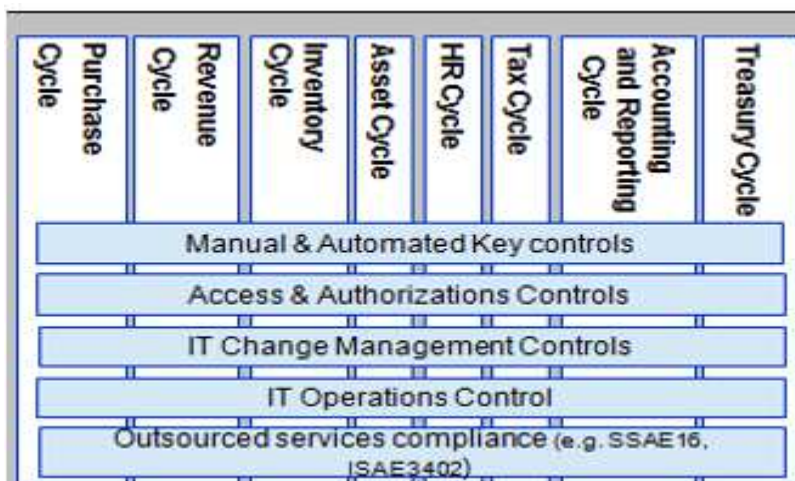 Purchase
Cycle
Revenue
Cycle
Inventory
Cycle
Asset Cycle
HR Cycle
Tax Cycle
Accounting
and Reporting
Cycle
Treasury Cycle
Manual & Automated Key controls
Access & Authorizations Controls
IT Change Management Controls
IT Operations Control
Outsourced services compliance (e.g. SSAE16,
ISAE3402)